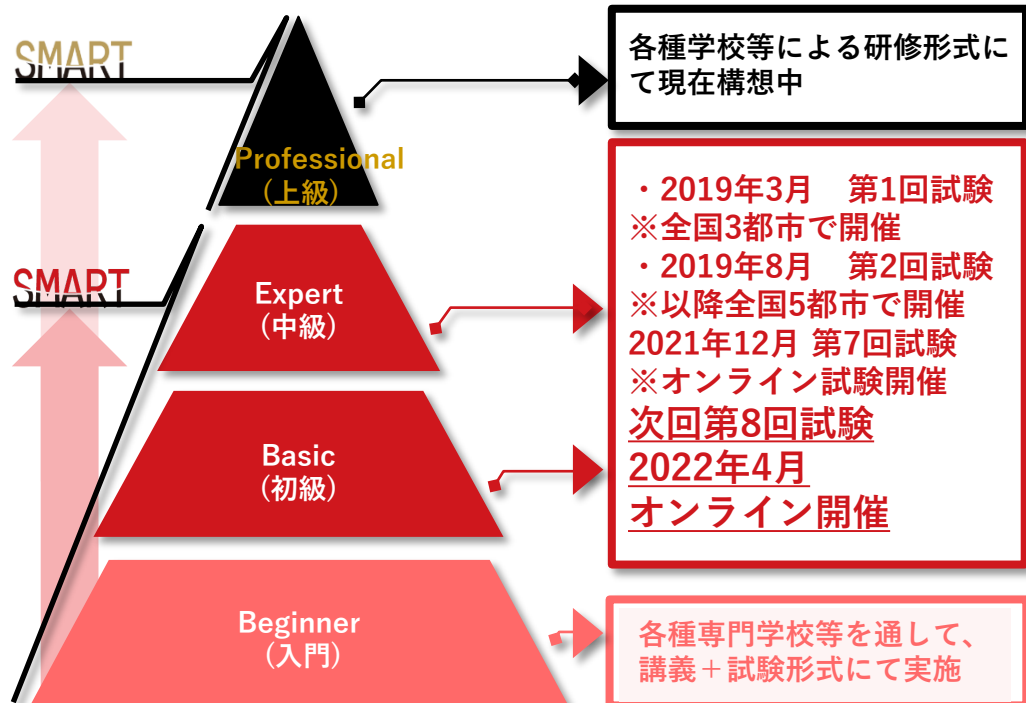 SMART
Professional
(上級)
各種学校等による研修形式に
て現在構想中
SMART
Expert
(中級)
Basic
(初級)
・2019年3月　第1回試験
※全国3都市で開催
・2019年8月　第2回試験
※以降全国5都市で開催
2021年12月 第7回試験
※オンライン試験開催
次回第8回試験
2022年4月
オンライン開催
Beginner
(入門)
各種専門学校等を通して、
講義＋試験形式にて実施